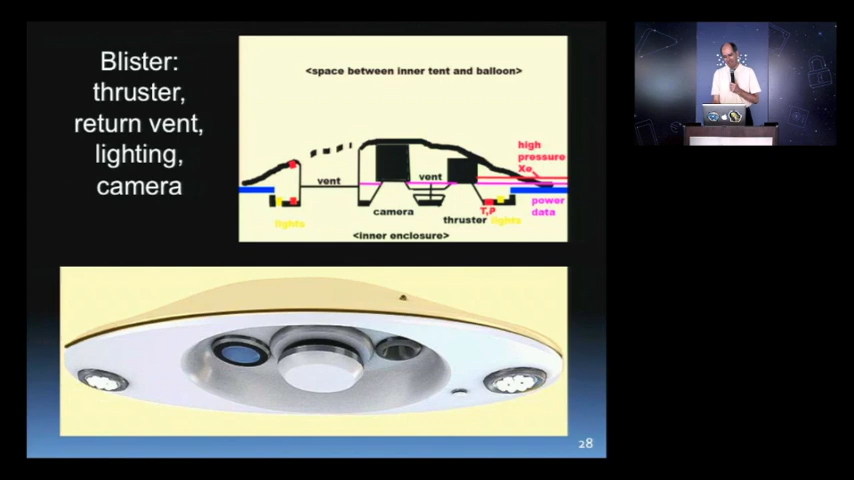 Blister:
thruster,
return vent,
lighting,
camera
<space between inner tent and balloon>
high
pressure
Xe
vent
vent
power
data
T,P
lights
camera
thruster
lights
<inner enclosure>
28